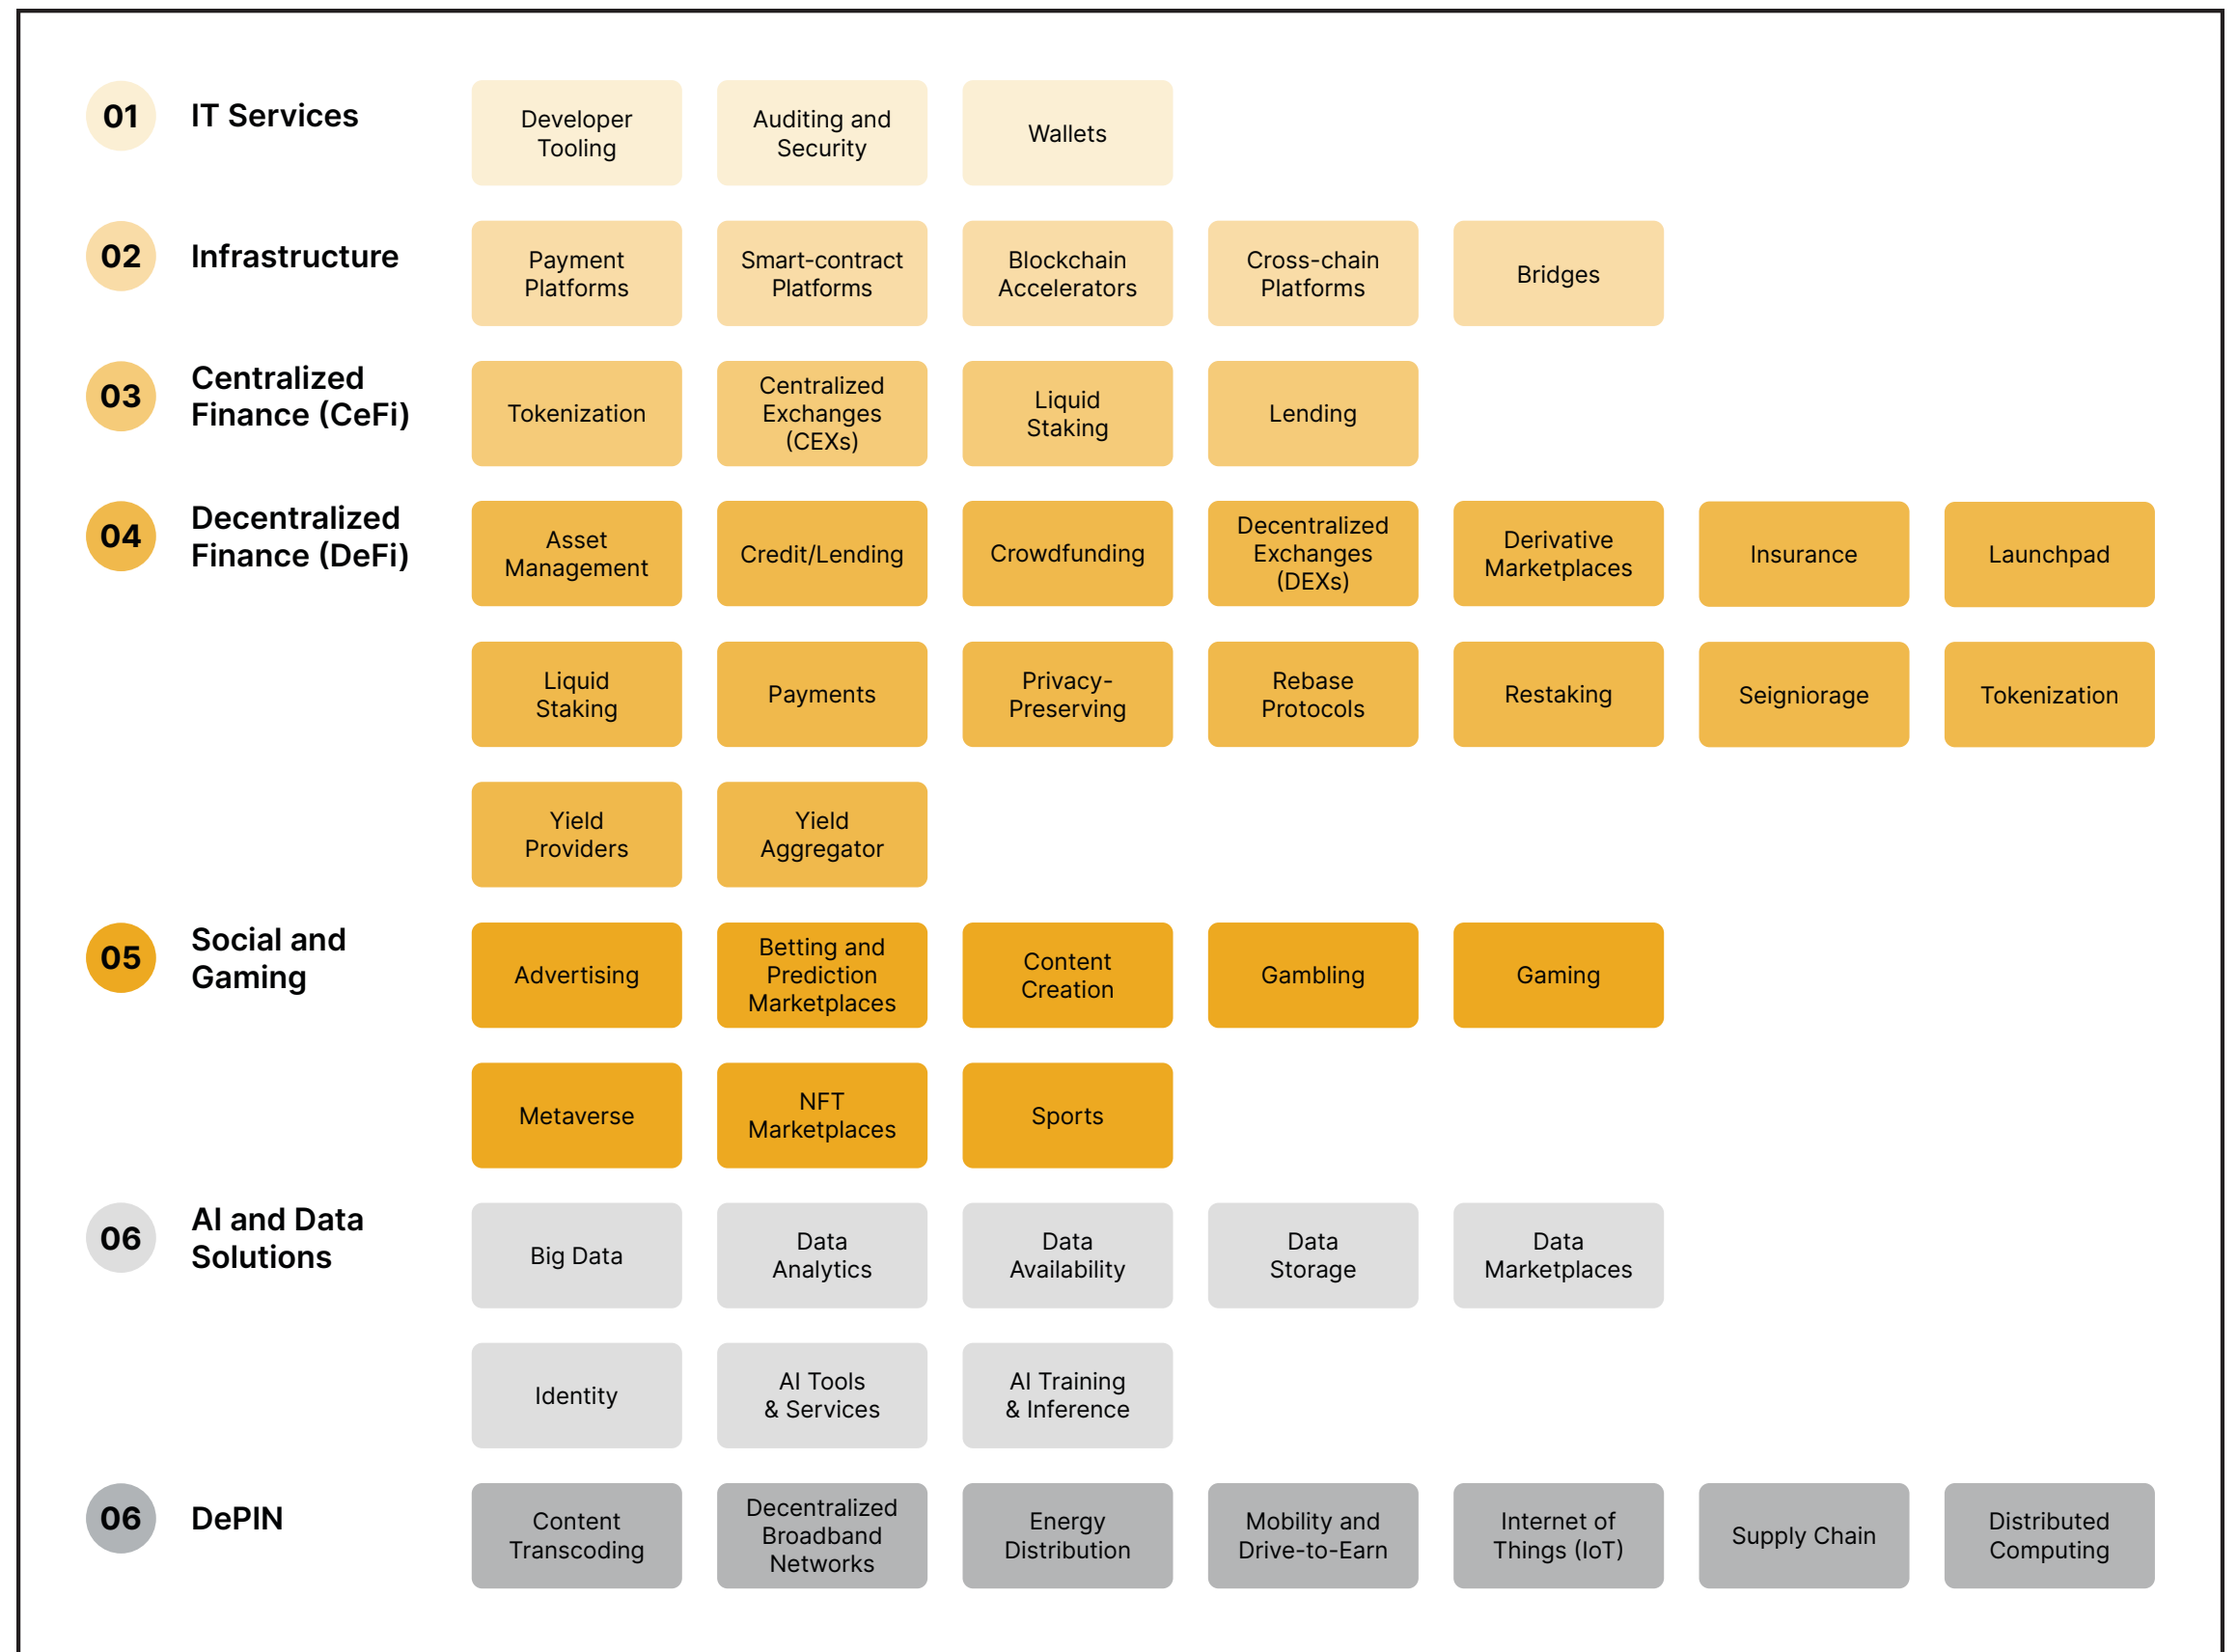 01
IT Services
Developer
Tooling
Auditing and
Security
Wallets
02
Infrastructure
Payment
Platforms
Smart-contract
Platforms
Blockchain
Accelerators
Cross-chain
Platforms
Bridges
03
Centralized
Finance (CeFi)
Tokenization
Centralized
Exchanges
(CEXs)
Liquid
Staking
Lending
04
Decentralized
Finance (DeFi)
Asset
Management
Credit/Lending
Crowdfunding
Decentralized
Exchanges
(DEXs)
Derivative
Marketplaces
Insurance
Launchpad
Liquid
Staking
Payments
Privacy-
Preserving
Rebase
Protocols
Restaking
Seigniorage
Tokenization
Yield
Providers
Yield
Aggregator
05
Social and
Gaming
Advertising
Betting and
Prediction
Marketplaces
Content
Creation
Gambling
Gaming
Metaverse
NFT
Marketplaces
Sports
06
AI and Data
Solutions
Big Data
Data
Analytics
Data
Availability
Data
Storage
Data
Marketplaces
Identity
AI Tools
& Services
AI Training
& Inference
06
DePIN
Content
Transcoding
Decentralized
Broadband
Networks
Energy
Distribution
Mobility and
Drive-to-Earn
Internet of
Things (IoT)
Supply Chain
Distributed
Computing